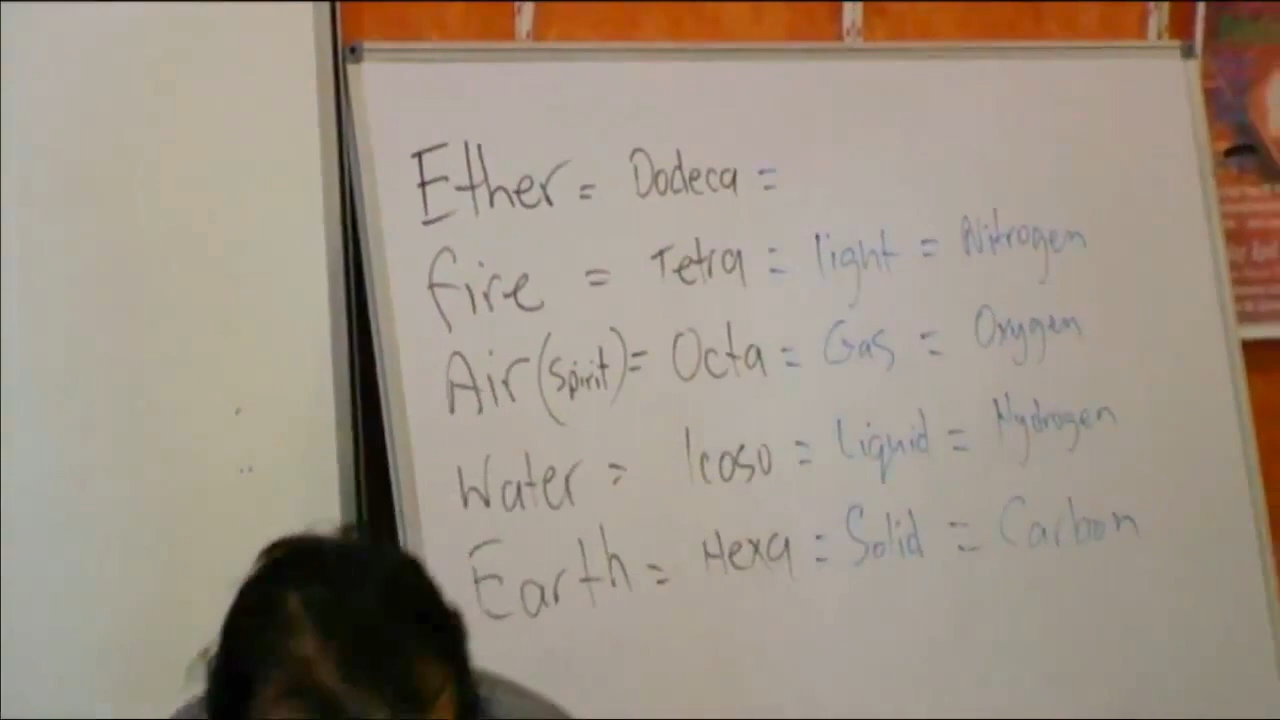 Ether = Dodeca =
fire = Tetra = light = Nitrogen
Air (spirit) = Octa = Gas = Oxygen
Water = Icoso = Liquid = Hydrogen
Earth = Hexa = Solid = Carbon